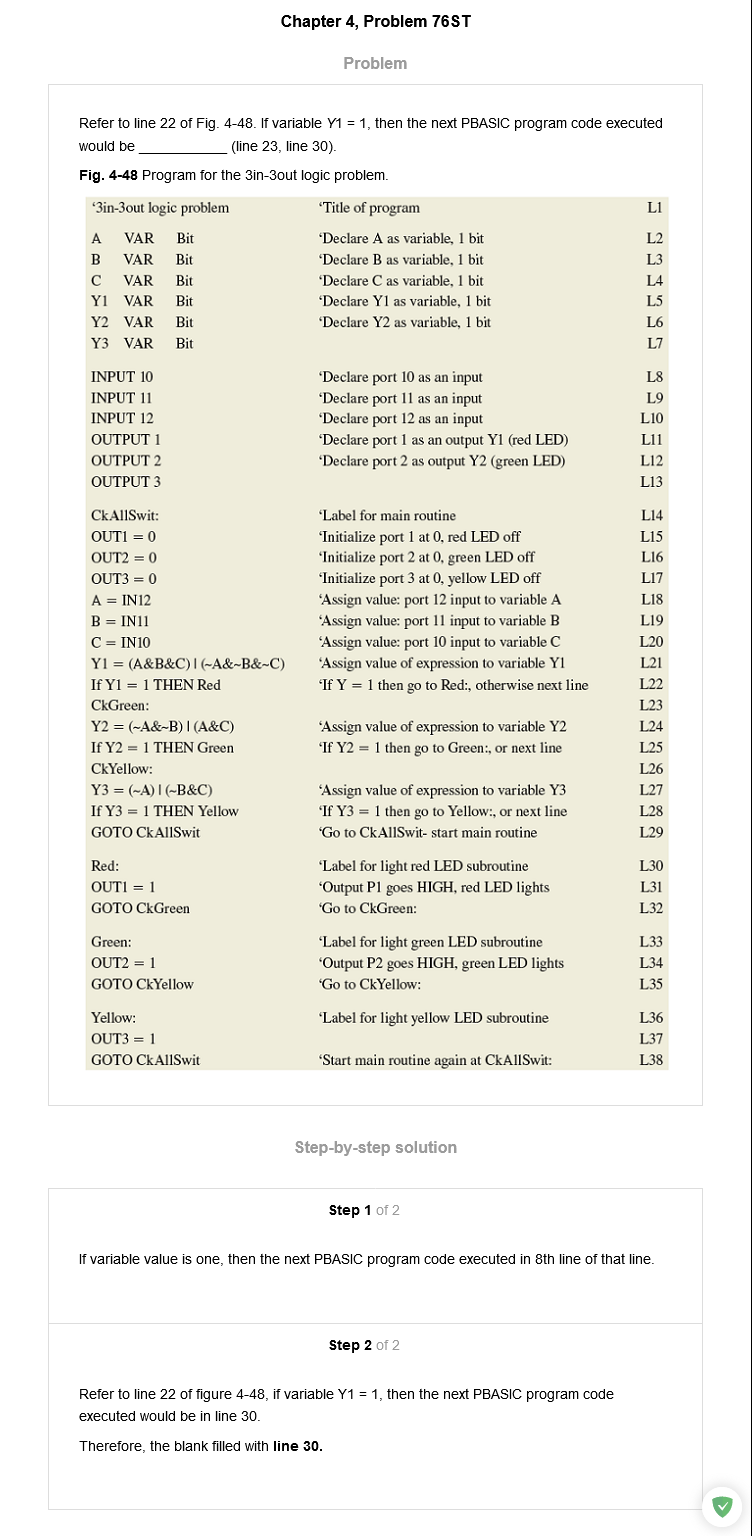 Chapter 4, Problem 76ST
Problem
Refer to line 22 of Fig. 4-48. If variable Y1 = 1, then the next PBASIC program code executed
would be ___________ (line 23, line 30).
Fig. 4-48 Program for the 3in-3out logic problem.
‘3in-3out logic problem ‘Title of program L1
A VAR Bit ‘Declare A as variable, 1 bit L2
B VAR Bit ‘Declare B as variable, 1 bit L3
C VAR Bit ‘Declare C as variable, 1 bit L4
Y1 VAR Bit ‘Declare Y1 as variable, 1 bit L5
Y2 VAR Bit ‘Declare Y2 as variable, 1 bit L6
Y3 VAR Bit L7
INPUT 10 ‘Declare port 10 as an input L8
INPUT 11 ‘Declare port 11 as an input L9
INPUT 12 ‘Declare port 12 as an input L10
OUTPUT 1 ‘Declare port 1 as an output Y1 (red LED) L11
OUTPUT 2 ‘Declare port 2 as output Y2 (green LED) L12
OUTPUT 3 L13
CkAllSwit: ‘Label for main routine L14
OUT1 = 0 ‘Initialize port 1 at 0, red LED off L15
OUT2 = 0 ‘Initialize port 2 at 0, green LED off L16
OUT3 = 0 ‘Initialize port 3 at 0, yellow LED off L17
A = IN12 ‘Assign value: port 12 input to variable A L18
B = IN11 ‘Assign value: port 11 input to variable B L19
C = IN10 ‘Assign value: port 10 input to variable C L20
Y1 = (A&B&C) | (~A&~B&~C) ‘Assign value of expression to variable Y1 L21
If Y1 = 1 THEN Red ‘If Y = 1 then go to Red:, otherwise next line L22
CkGreen: L23
Y2 = (~A&~B) | (A&C) ‘Assign value of expression to variable Y2 L24
If Y2 = 1 THEN Green ‘If Y2 = 1 then go to Green:, or next line L25
CkYellow: L26
Y3 = (~A) | (~B&C) ‘Assign value of expression to variable Y3 L27
If Y3 = 1 THEN Yellow ‘If Y3 = 1 then go to Yellow:, or next line L28
GOTO CkAllSwit ‘Go to CkAllSwit- start main routine L29
Red: ‘Label for light red LED subroutine L30
OUT1 = 1 ‘Output P1 goes HIGH, red LED lights L31
GOTO CkGreen ‘Go to CkGreen: L32
Green: ‘Label for light green LED subroutine L33
OUT2 = 1 ‘Output P2 goes HIGH, green LED lights L34
GOTO CkYellow ‘Go to CkYellow: L35
Yellow: ‘Label for light yellow LED subroutine L36
OUT3 = 1 L37
GOTO CkAllSwit ‘Start main routine again at CkAllSwit: L38
Step-by-step solution
Step 1 of 2
If variable value is one, then the next PBASIC program code executed in 8th line of that line.
Step 2 of 2
Refer to line 22 of figure 4-48, if variable Y1 = 1, then the next PBASIC program code
executed would be in line 30.
Therefore, the blank filled with line 30.